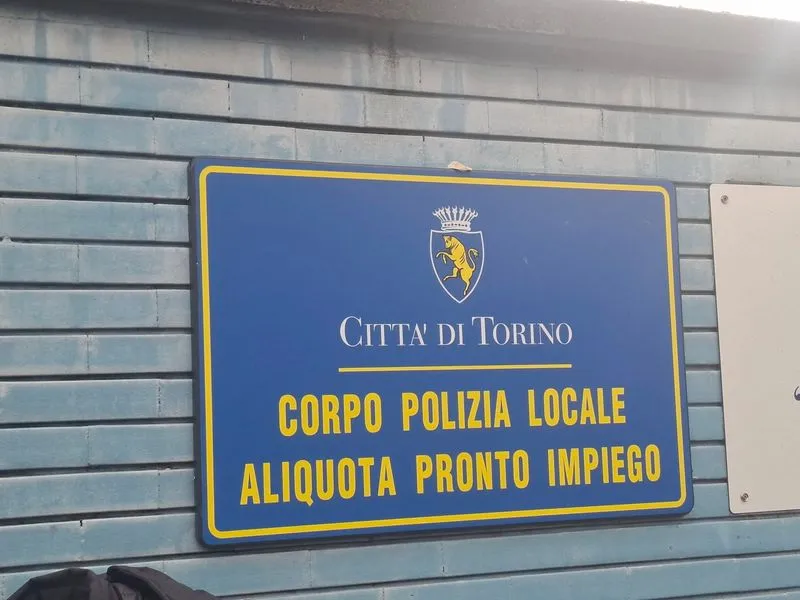 CITTA' DI TORINO
CORPO POLIZIA LOCALE
ALIQUOTA PRONTO IMPIEGO